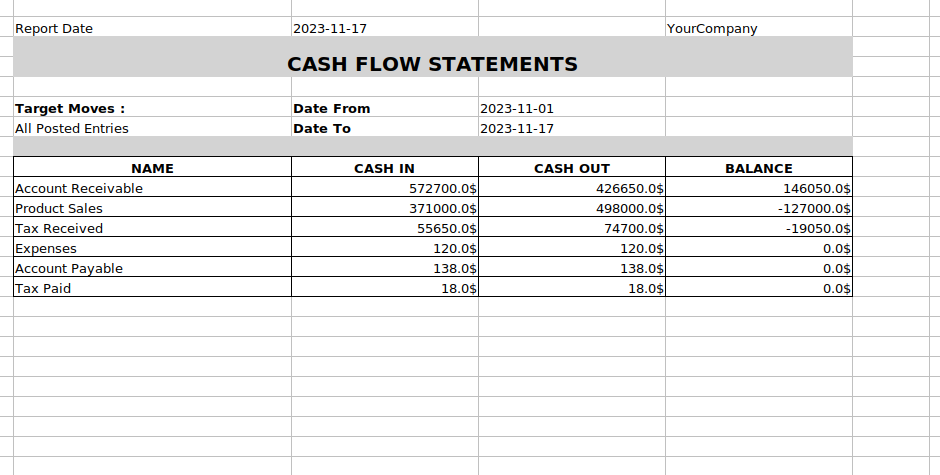 Report Date 2023-11-17 YourCompany
CASH FLOW STATEMENTS
Target Moves : Date From 2023-11-01
All Posted Entries Date To 2023-11-17
NAME CASH IN CASH OUT BALANCE
Account Receivable 572700.0$ 426650.0$ 146050.0$
Product Sales 371000.0$ 498000.0$ -127000.0$
Tax Received 55650.0$ 74700.0$ -19050.0$
Expenses 120.0$ 120.0$ 0.0$
Account Payable 138.0$ 138.0$ 0.0$
Tax Paid 18.0$ 18.0$ 0.0$